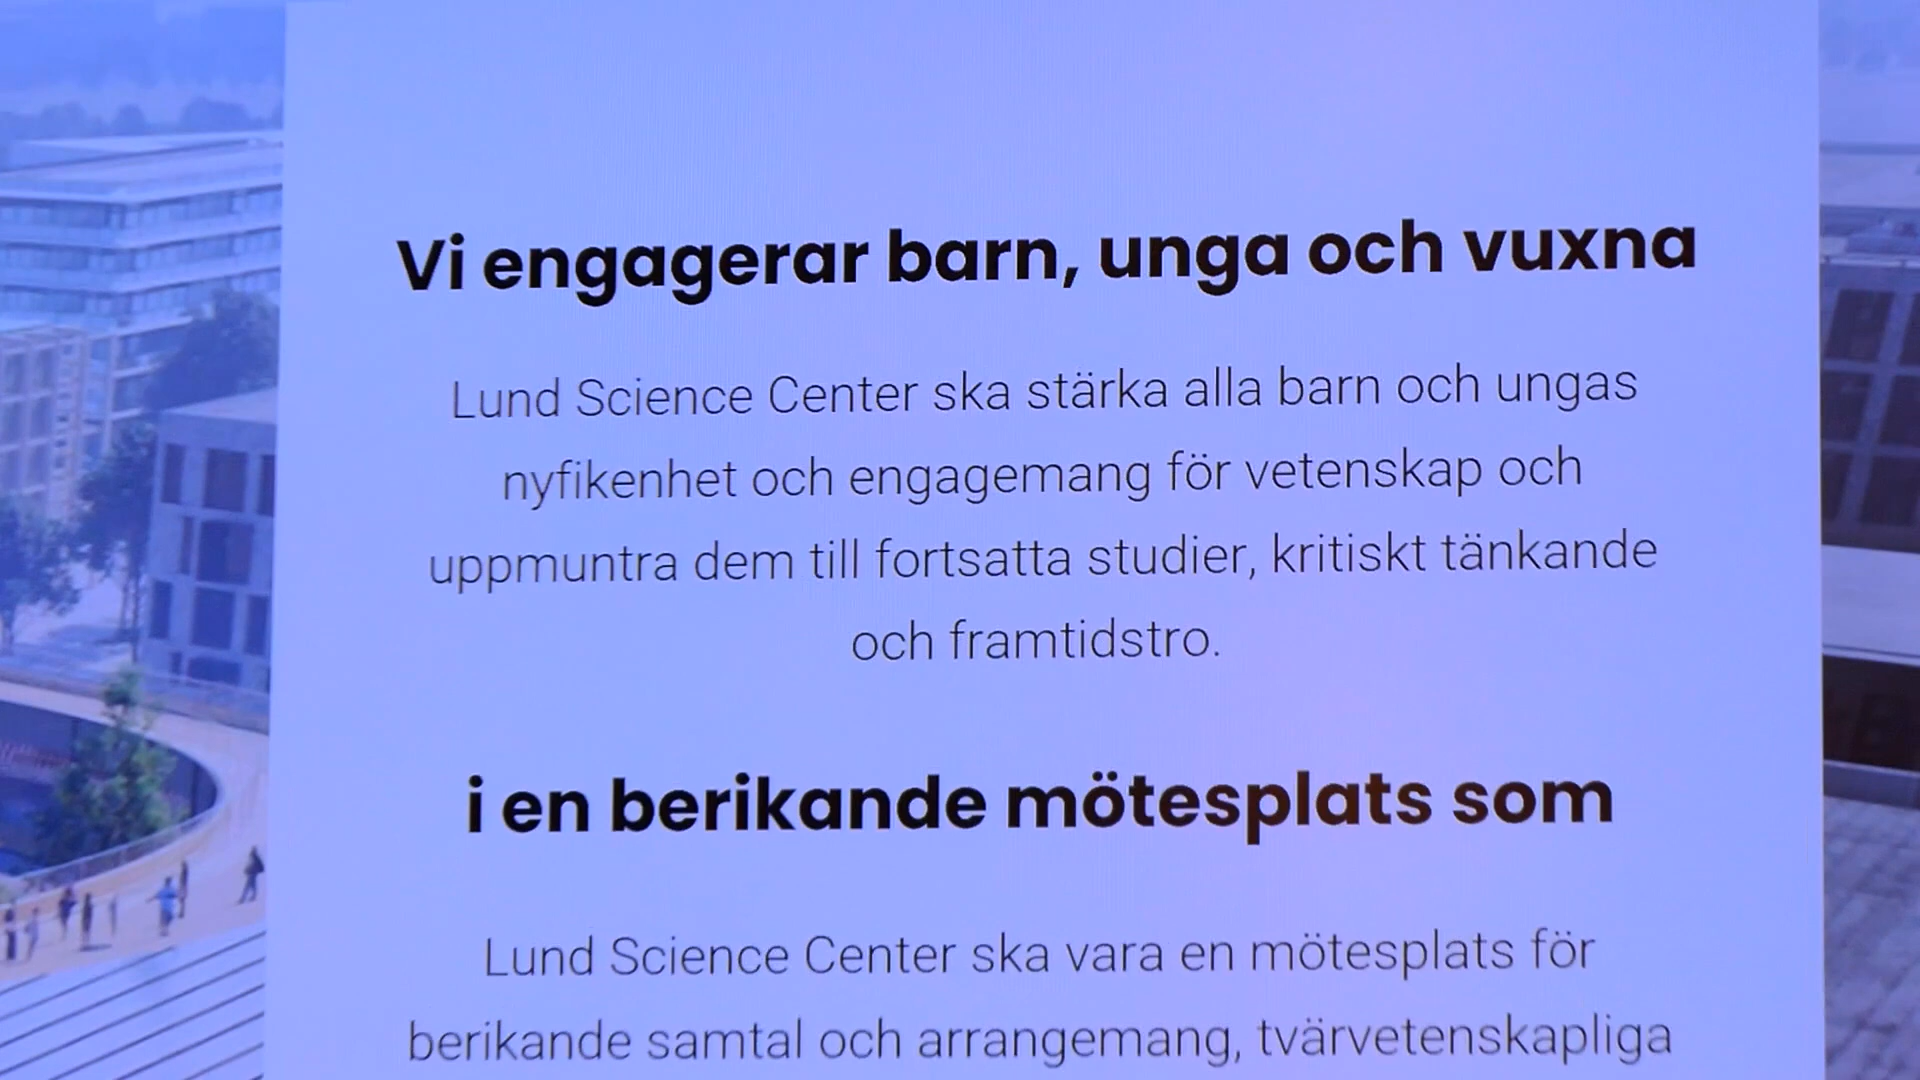 Vi engagerar barn, unga och vuxna
Lund Science Center ska stärka alla barn och ungas
nyfikenhet och engagemang för vetenskap och
uppmuntra dem till fortsatta studier, kritiskt tänkande
och framtidstro.
i en berikande mötesplats som
Lund Science Center ska vara en mötesplats för
berikande samtal och arrangemang, tvärvetenskapliga